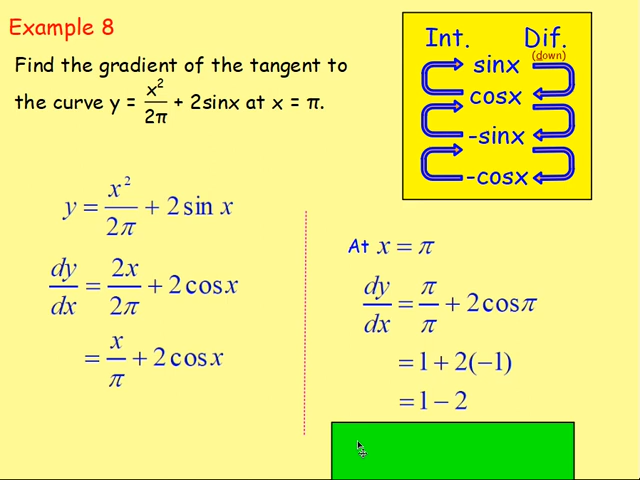 Example 8
Find the gradient of the tangent to
the curve y = x²/2π + 2sinx at x = π.
Int. Dif.
(down)
sinx
cosx
-sinx
-cosx
y = x²/2π + 2 sin x
dy/dx = 2x/2π + 2 cos x
= x/π + 2 cos x
At x = π
dy/dx = π/π + 2 cos π
= 1 + 2(−1)
= 1 − 2